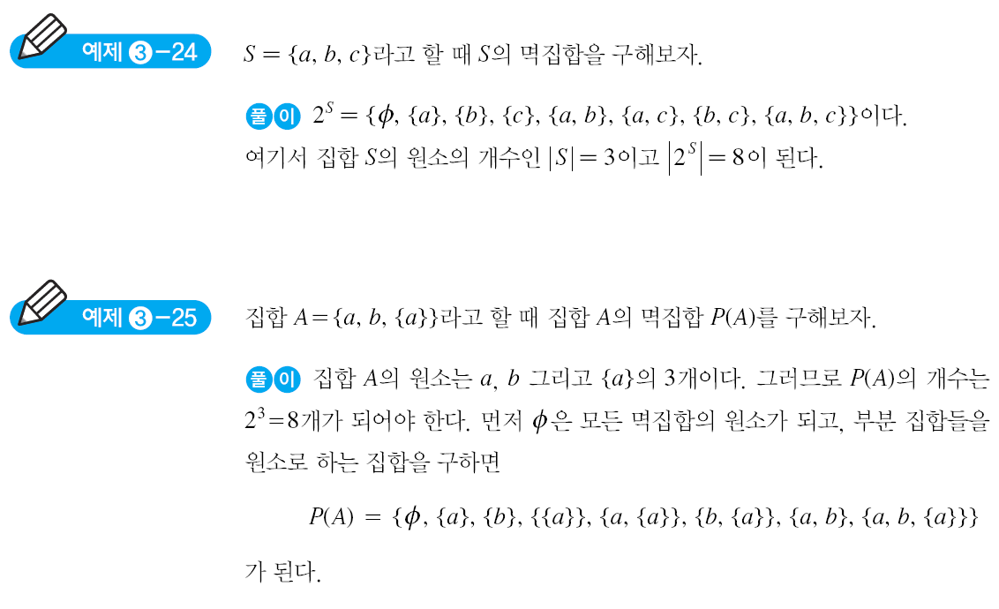 예제 3-24
S = {a, b, c}라고 할 때 S의 멱집합을 구해보자.
풀이 2^S = {ϕ, {a}, {b}, {c}, {a, b}, {a, c}, {b, c}, {a, b, c}}이다.
여기서 집합 S의 원소의 개수인 |S| = 3이고 |2^S| = 8이 된다.
예제 3-25
집합 A={a, b, {a}}라고 할 때 집합 A의 멱집합 P(A)를 구해보자.
풀이 집합 A의 원소는 a, b 그리고 {a}의 3개이다. 그러므로 P(A)의 개수는
2^3=8개가 되어야 한다. 먼저 ϕ은 모든 멱집합의 원소가 되고, 부분 집합들을
원소로 하는 집합을 구하면
P(A) = {ϕ, {a}, {b}, {{a}}, {a, {a}}, {b, {a}}, {a, b}, {a, b, {a}}}
가 된다.